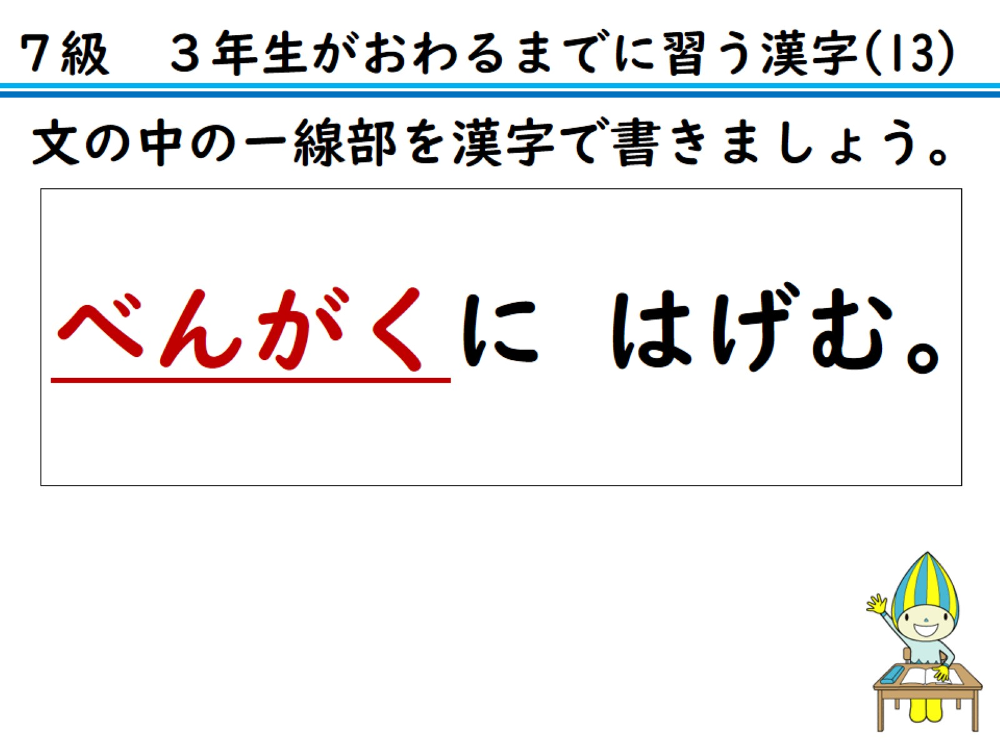 ７級　３年生がおわるまでに習う漢字(13)
文の中の一線部を漢字で書きましょう。
べんがくに　はげむ。